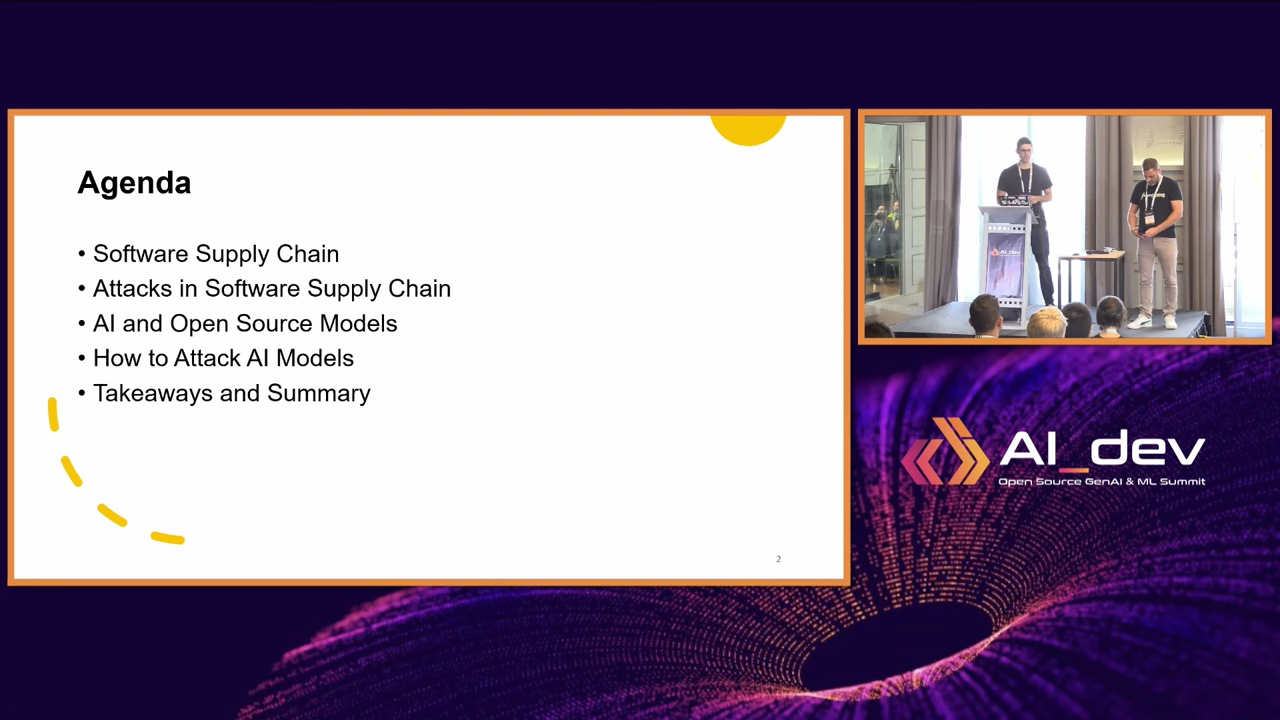 Agenda
• Software Supply Chain
• Attacks in Software Supply Chain
• AI and Open Source Models
• How to Attack AI Models
• Takeaways and Summary
2
AI_dev
Open Source GenAI & ML Summit